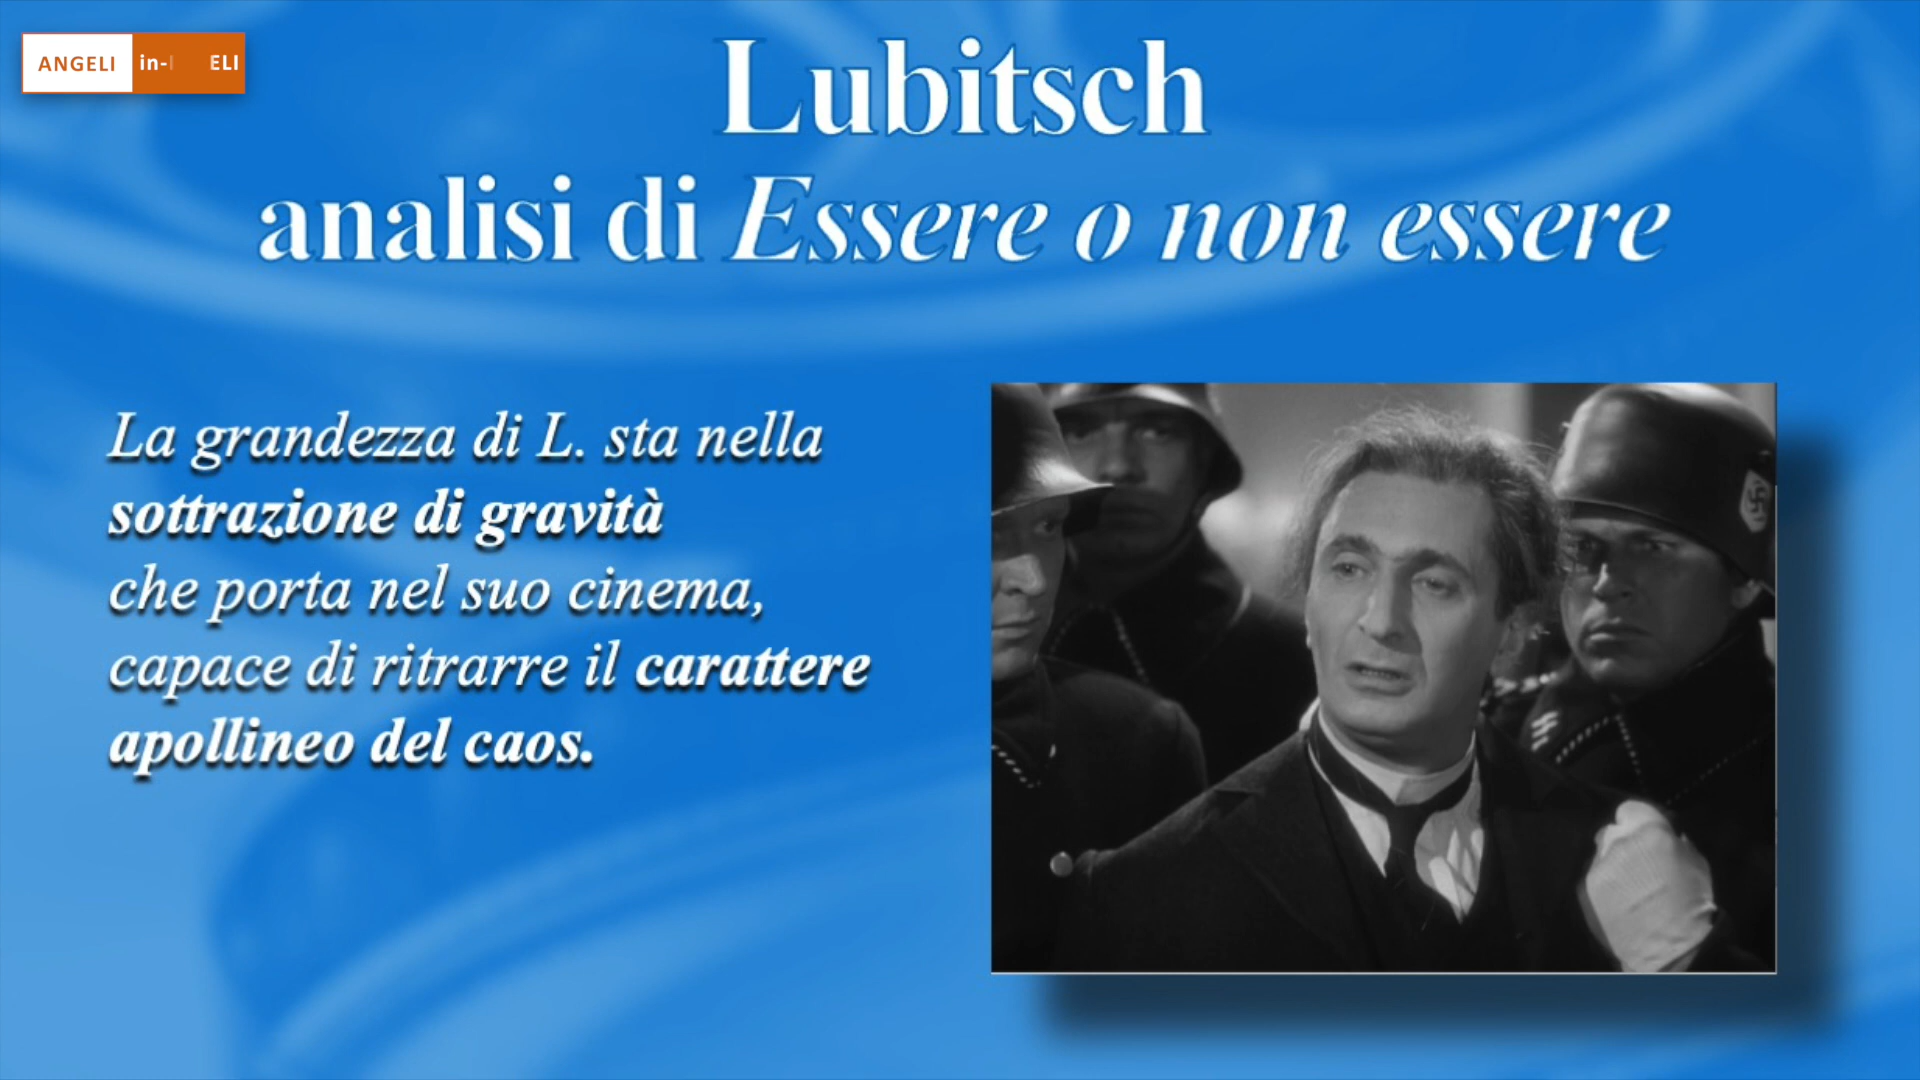 ANGELI in- ELI
Lubitsch
analisi di Essere o non essere
La grandezza di L. sta nella
sottrazione di gravità
che porta nel suo cinema,
capace di ritrarre il carattere
apollineo del caos.